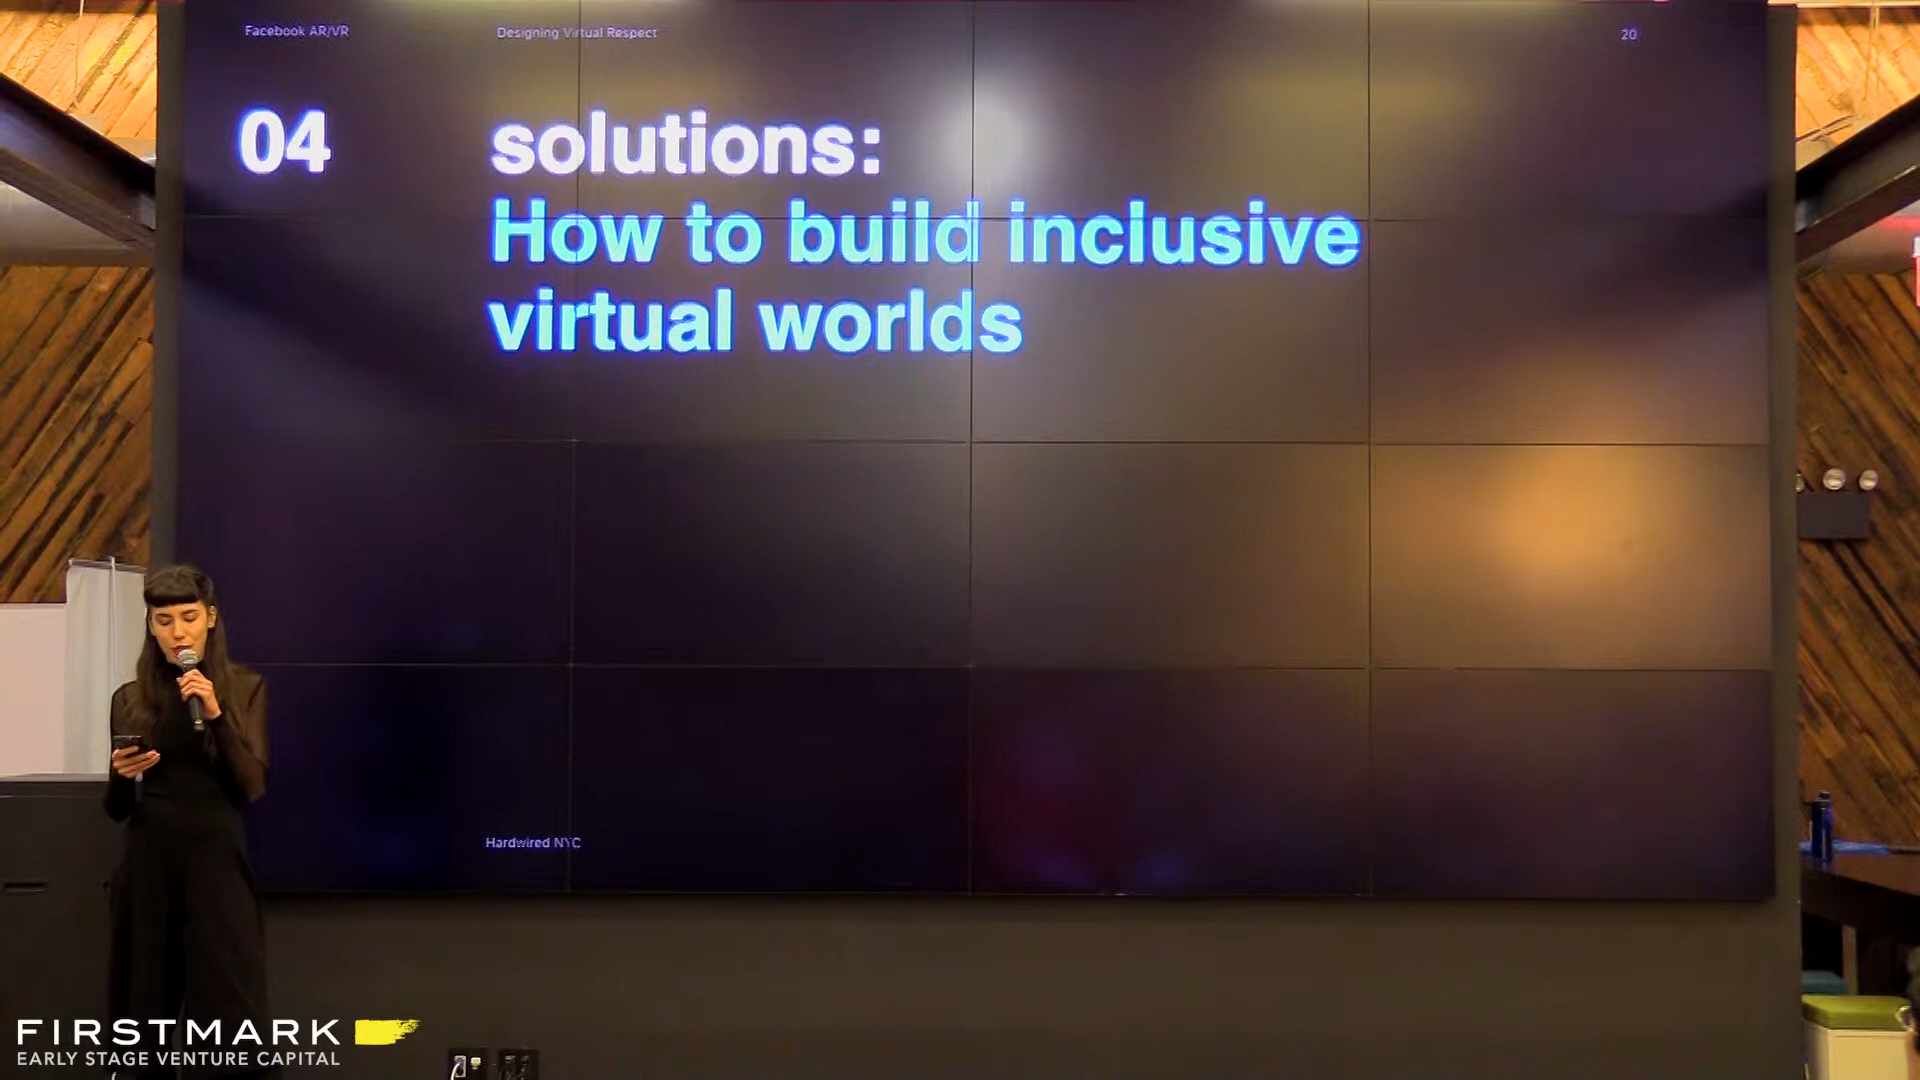 Facebook AR/VR
Designing Virtual Respect
20
04
solutions:
How to build inclusive
virtual worlds
Hardwired NYC
FIRSTMARK
EARLY STAGE VENTURE CAPITAL